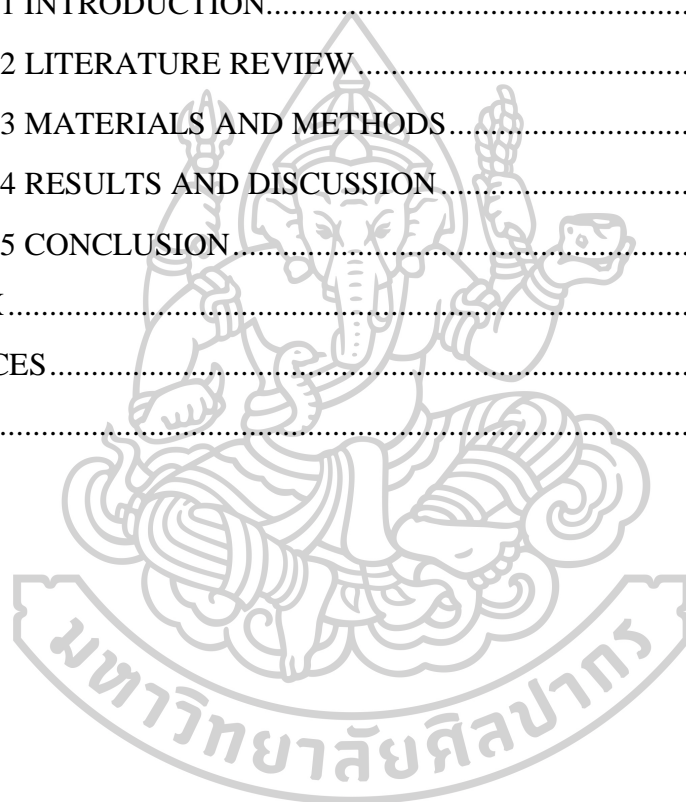 1 INTRODUCTION
2 LITERATURE REVIEW
3 MATERIALS AND METHODS
4 RESULTS AND DISCUSSION
5 CONCLUSION
มหาวิทยาลัยศิลปากร